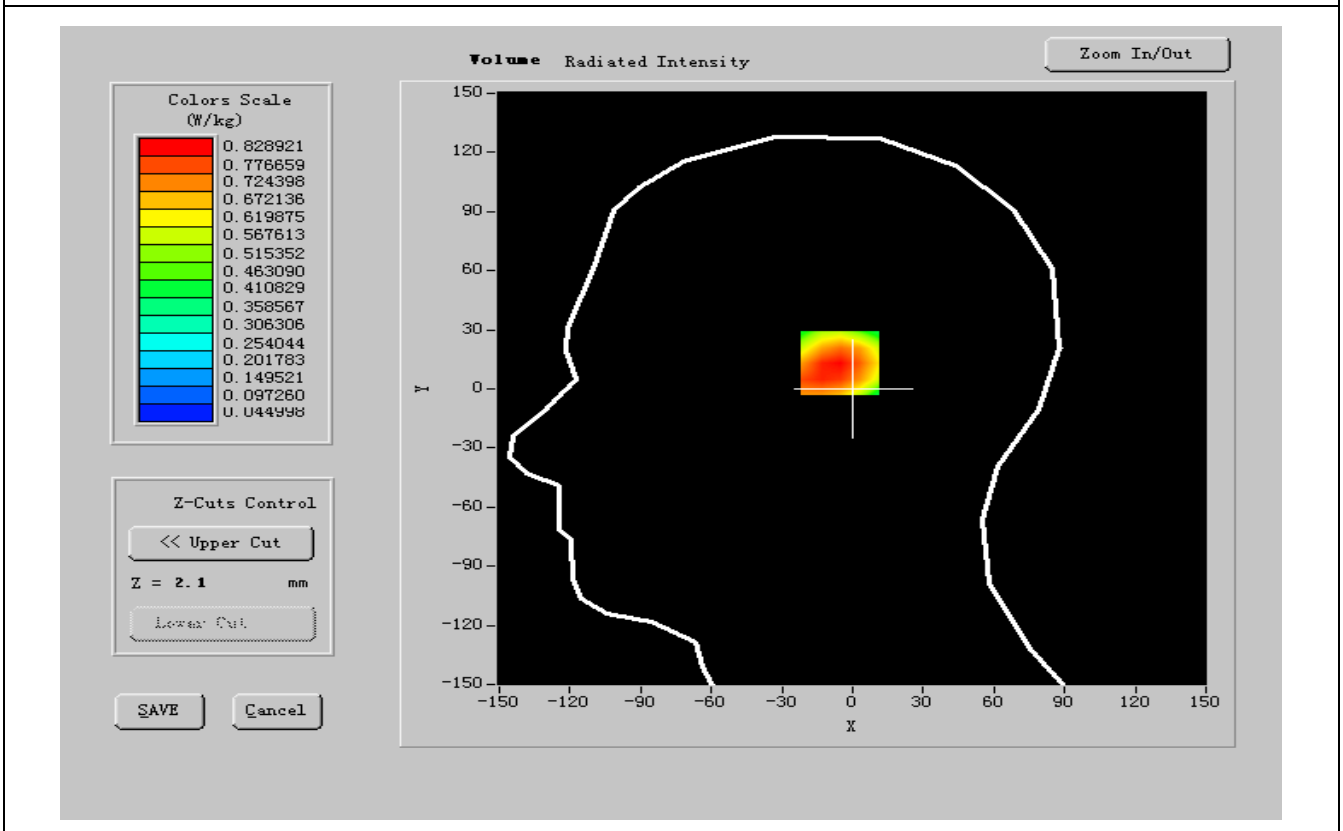 Volume Radiated Intensity
Zoom In/Out
Colors Scale
(W/kg)
0.828921
0.776659
0.724398
0.672136
0.619875
0.567613
0.515352
0.463090
0.410829
0.358567
0.306306
0.254044
0.201783
0.149521
0.097260
0.044998
Z-Cuts Control
<< Upper Cut
Z = 2.1 mm
Lower Cut
SAVE
Cancel
150
120
90
60
30
0
-30
-60
-90
-120
-150
Y
-150 -120 -90 -60 -30 0 30 60 90 120 150
X